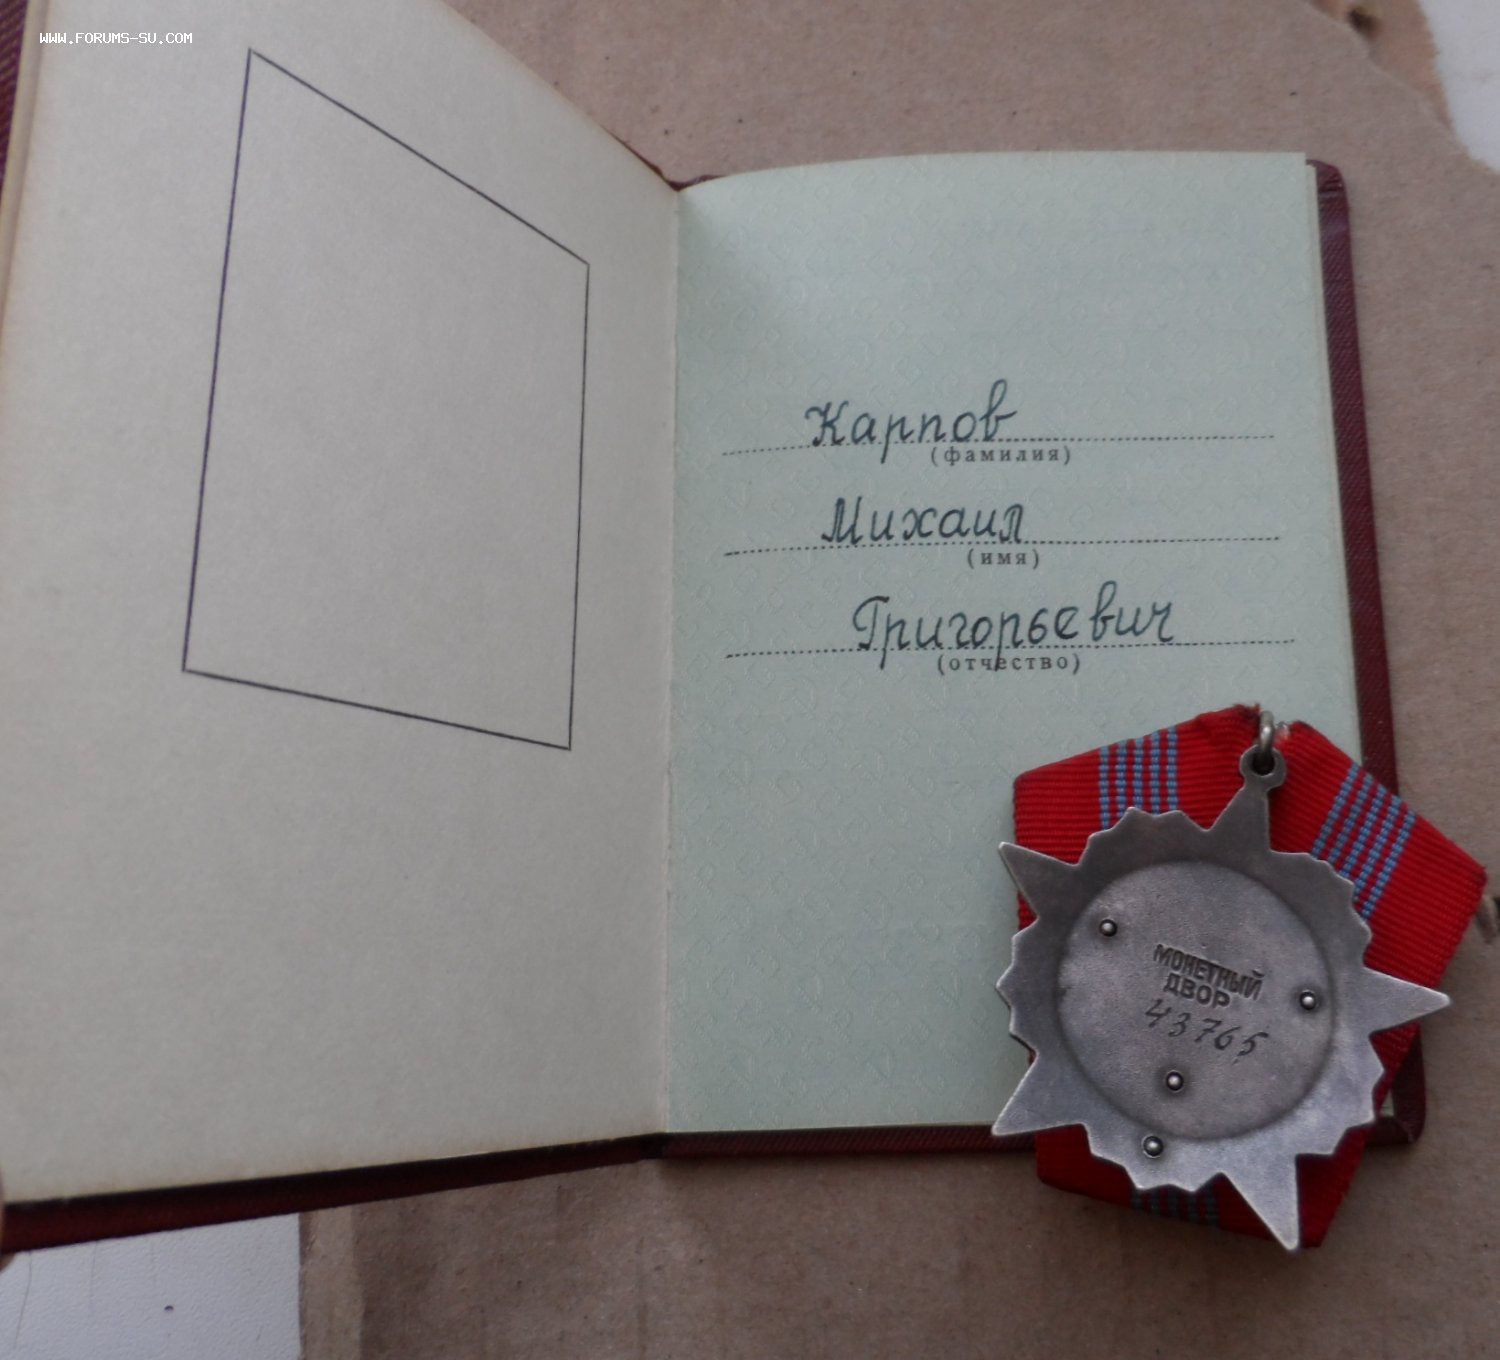 WWW.FORUMS-SU.COM
Карпов
(фамилия)
Михаил
(имя)
Григорьевич
(отчество)
МОНЕТНЫЙ
ДВОР
43765